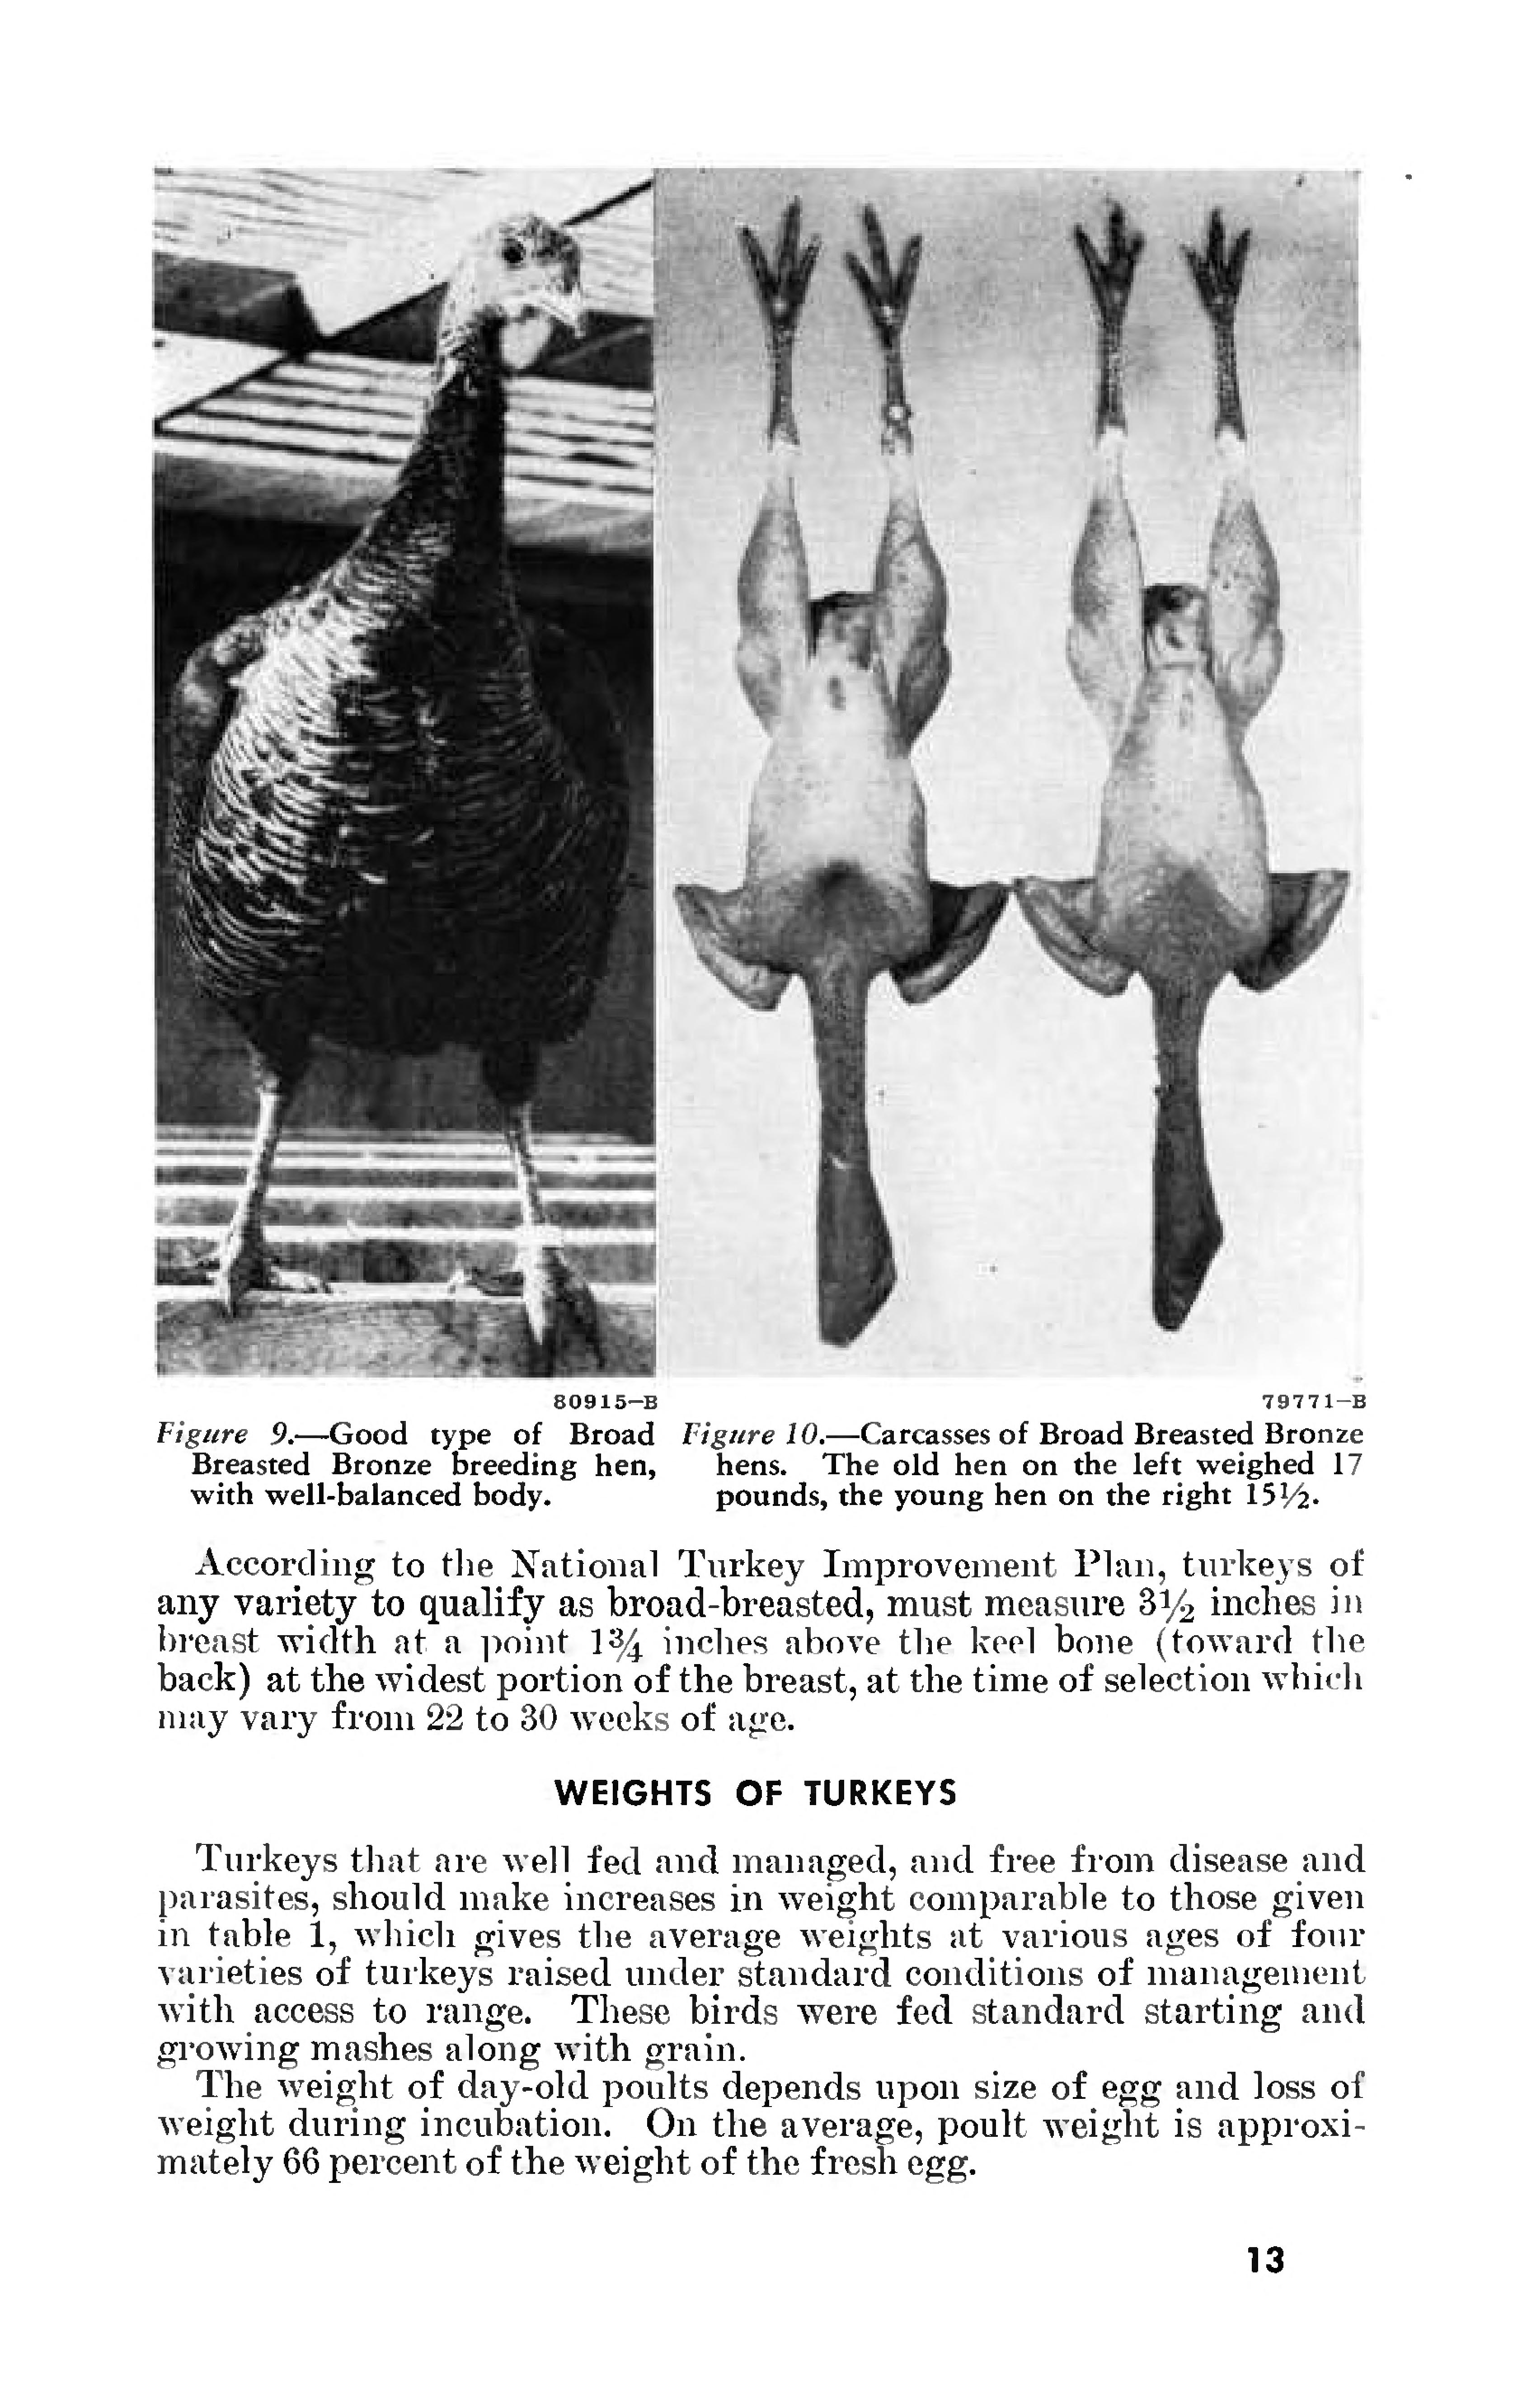 80915—B
Figure 9.—Good type of Broad
Breasted Bronze breeding hen,
with well-balanced body.
79771—B
Figure 10.—Carcasses of Broad Breasted Bronze
hens. The old hen on the left weighed 17
pounds, the young hen on the right 15½.
According to the National Turkey Improvement Plan, turkeys of
any variety to qualify as broad-breasted, must measure 3½ inches in
breast width at a point 1¾ inches above the keel bone (toward the
back) at the widest portion of the breast, at the time of selection which
may vary from 22 to 30 weeks of age.
WEIGHTS OF TURKEYS
Turkeys that are well fed and managed, and free from disease and
parasites, should make increases in weight comparable to those given
in table 1, which gives the average weights at various ages of four
varieties of turkeys raised under standard conditions of management
with access to range. These birds were fed standard starting and
growing mashes along with grain.
The weight of day-old poults depends upon size of egg and loss of
weight during incubation. On the average, poult weight is approxi-
mately 66 percent of the weight of the fresh egg.
13